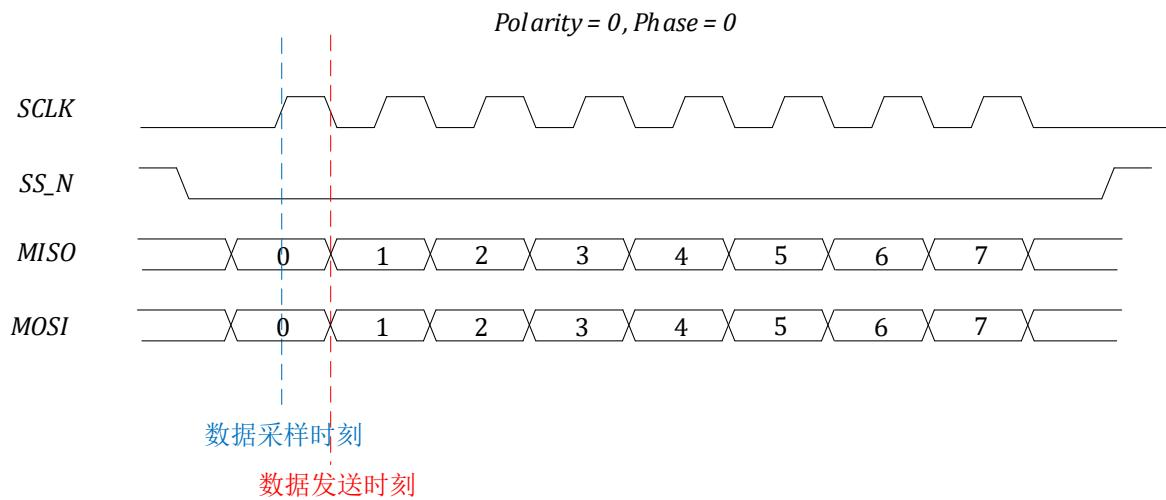 Polarity = 0, Phase = 0
SCLK
SS_N
MISO 0 1 2 3 4 5 6 7
MOSI 0 1 2 3 4 5 6 7
数据采样时刻
数据发送时刻